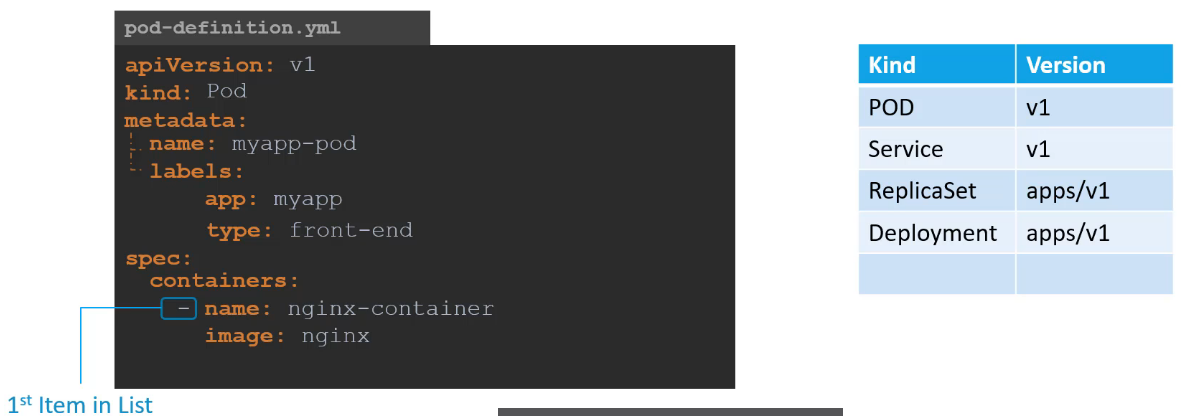 pod-definition.yml
apiVersion: v1
kind: Pod
metadata:
name: myapp-pod
labels:
app: myapp
type: front-end
spec:
containers:
- name: nginx-container
image: nginx
1st Item in List
Kind Version
POD v1
Service v1
ReplicaSet apps/v1
Deployment apps/v1